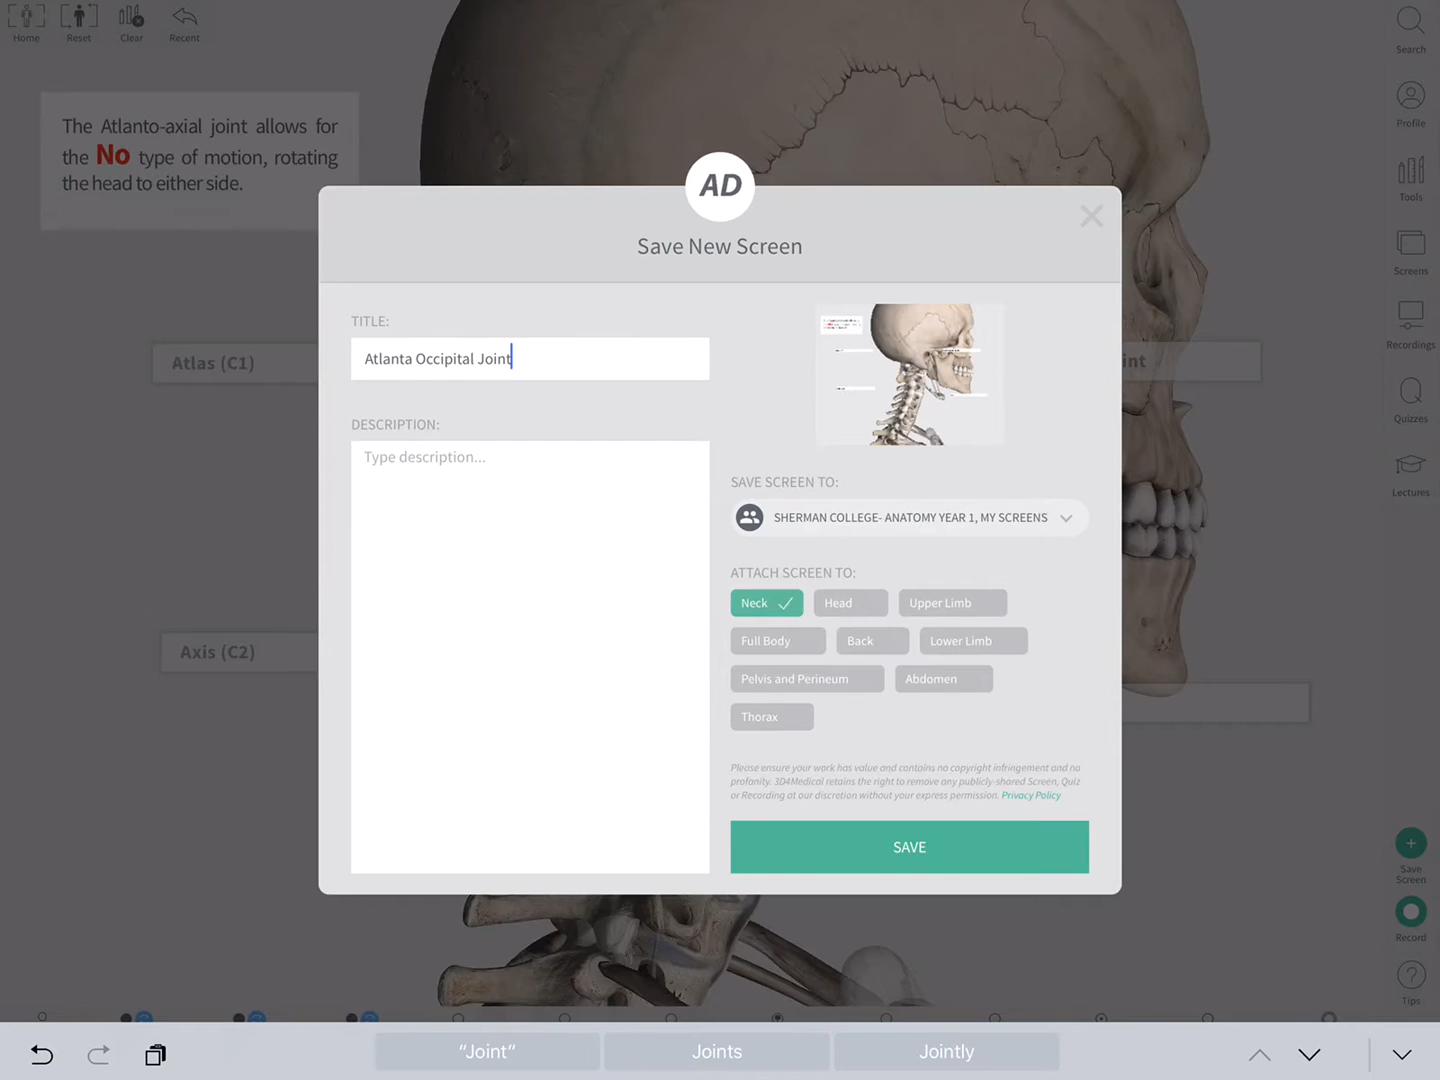 Home
Reset
Clear
Recent
The Atlanto-axial joint allows for
the No type of motion, rotating
the head to either side.
Atlas (C1)
Axis (C2)
int
AD
Save New Screen
TITLE:
Atlanta Occipital Joint
DESCRIPTION:
Type description...
SAVE SCREEN TO:
SHERMAN COLLEGE- ANATOMY YEAR 1, MY SCREENS
ATTACH SCREEN TO:
Neck
Head
Upper Limb
Full Body
Back
Lower Limb
Pelvis and Perineum
Abdomen
Thorax
Please ensure your work has value and contains no copyright infringement and no
profanity. 3D4Medical retains the right to remove any publicly-shared Screen, Quiz
or Recording at our discretion without your express permission. Privacy Policy
SAVE
Search
Profile
Tools
Screens
Recordings
Quizzes
Lectures
Save
Screen
Record
Tips
“Joint”
Joints
Jointly